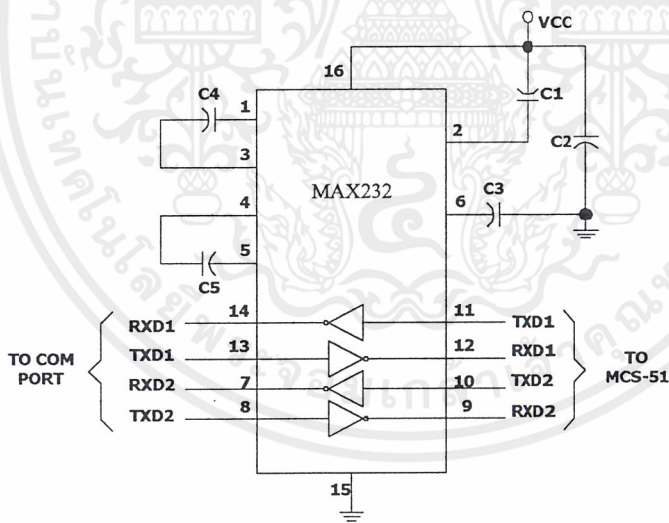 VCC
16
C4
1
C1
2
3
C2
MAX232
4
6
C3
5
C5
14
11
RXD1
TXD1
13
12
TXD1
RXD1
TO COM
PORT
TO
MCS-51
7
10
RXD2
TXD2
8
9
TXD2
RXD2
15